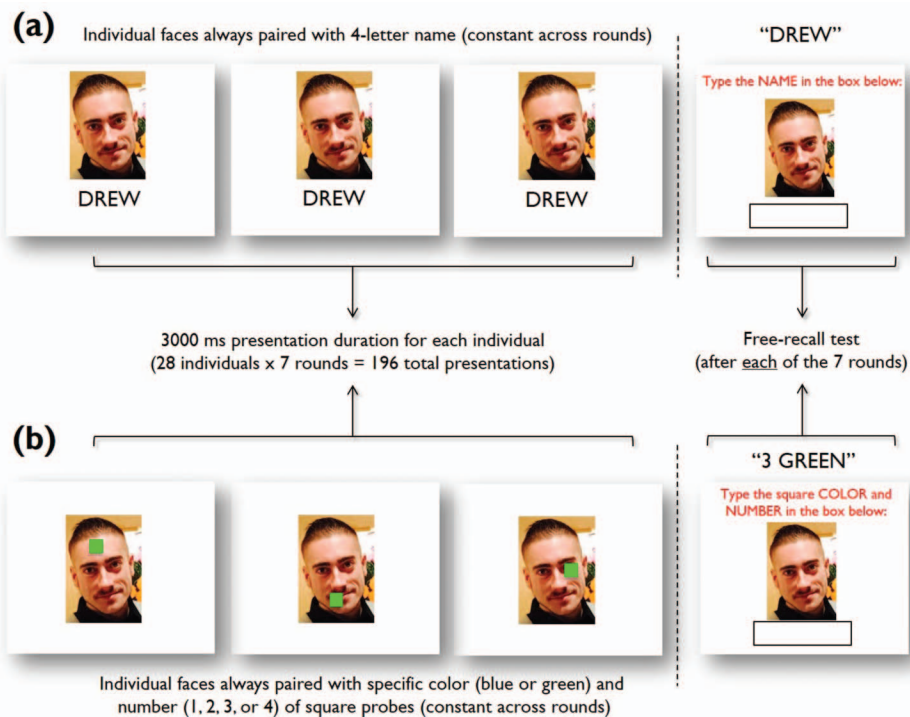 (a)
Individual faces always paired with 4-letter name (constant across rounds)
"DREW"
DREW
DREW
DREW
Type the NAME in the box below:
3000 ms presentation duration for each individual
(28 individuals x 7 rounds = 196 total presentations)
Free-recall test
(after each of the 7 rounds)
(b)
"3 GREEN"
Type the square COLOR and
NUMBER in the box below:
Individual faces always paired with specific color (blue or green) and
number (1, 2, 3, or 4) of square probes (constant across rounds)